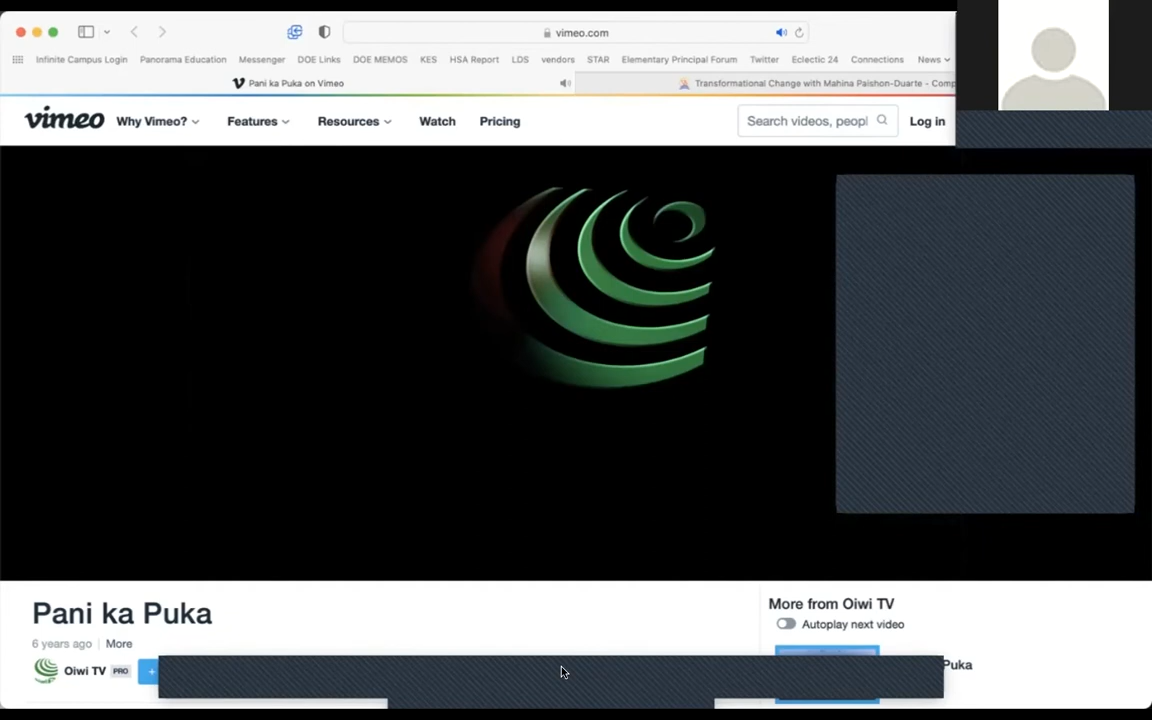 vimeo.com
Infinite Campus Login Panorama Education Messenger DOE Links DOE MEMOS KES HSA Report LDS vendors STAR Elementary Principal Forum Twitter Eclectic 24 Connections News
Pani ka Puka on Vimeo
Transformational Change with Mahina Paishon-Duarte - Comp
vimeo Why Vimeo? Features Resources Watch Pricing Search videos, peopl Log in
Pani ka Puka
6 years ago | More
Oiwi TV PRO +
More from Oiwi TV
Autoplay next video
Puka